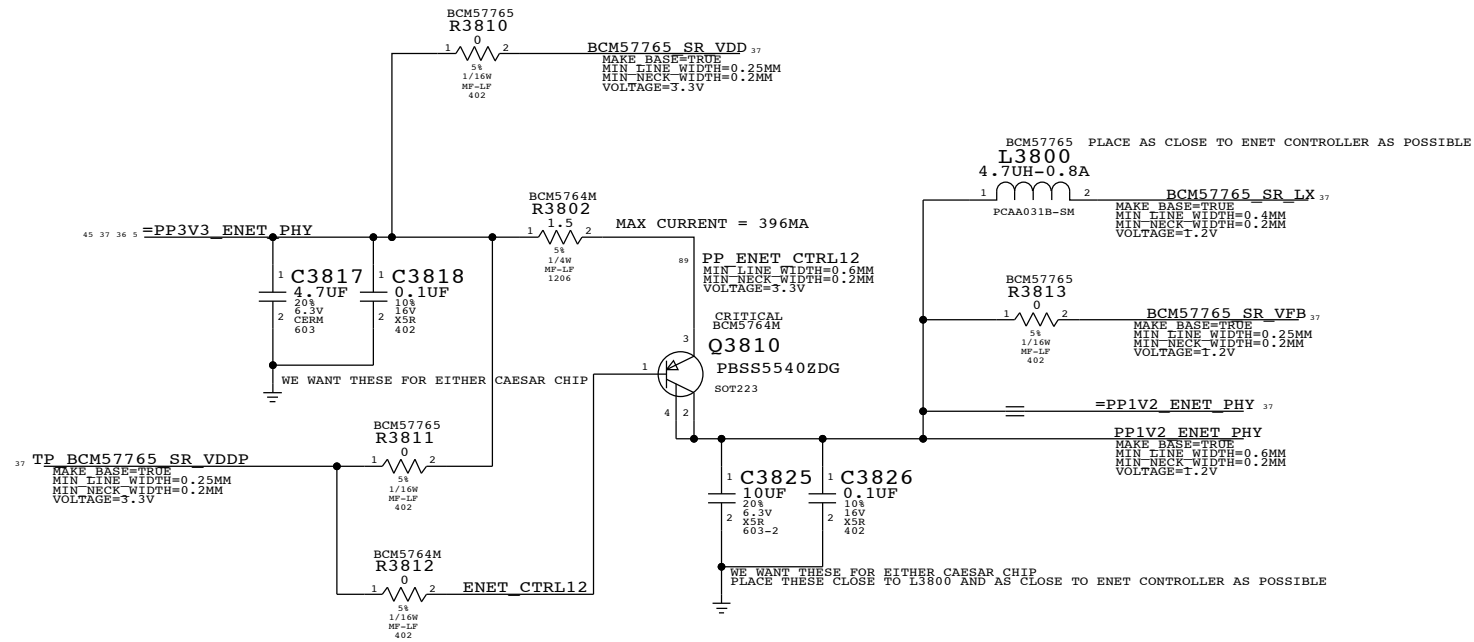 BCM57765
R3810
0
1 2
5%
1/16W
MF-LF
402
BCM57765_SR_VDD 37
MAKE_BASE=TRUE
MIN_LINE_WIDTH=0.25MM
MIN_NECK_WIDTH=0.2MM
VOLTAGE=3.3V
BCM57765 PLACE AS CLOSE TO ENET CONTROLLER AS POSSIBLE
L3800
4.7UH-0.8A
1 2
PCAA031B-SM
BCM57765_SR_LX 37
MAKE_BASE=TRUE
MIN_LINE_WIDTH=0.4MM
MIN_NECK_WIDTH=0.2MM
VOLTAGE=1.2V
45 37 36 5 =PP3V3_ENET_PHY
BCM5764M
R3802
1.5
1 2
5%
1/4W
MF-LF
1206
MAX CURRENT = 396MA
89 PP_ENET_CTRL12
MIN_LINE_WIDTH=0.6MM
MIN_NECK_WIDTH=0.2MM
VOLTAGE=3.3V
1 C3817
4.7UF
20%
6.3V
2 CERM
603
1 C3818
0.1UF
10%
16V
2 X5R
402
WE WANT THESE FOR EITHER CAESAR CHIP
CRITICAL
BCM5764M
3
Q3810
1 PBSS5540ZDG
SOT223
4 2
BCM57765
R3813
0
1 2
5%
1/16W
MF-LF
402
BCM57765_SR_VFB 37
MAKE_BASE=TRUE
MIN_LINE_WIDTH=0.25MM
MIN_NECK_WIDTH=0.2MM
VOLTAGE=1.2V
=PP1V2_ENET_PHY 37
PP1V2_ENET_PHY
MAKE_BASE=TRUE
MIN_LINE_WIDTH=0.6MM
MIN_NECK_WIDTH=0.2MM
VOLTAGE=1.2V
37 TP_BCM57765_SR_VDDP
MAKE_BASE=TRUE
MIN_LINE_WIDTH=0.25MM
MIN_NECK_WIDTH=0.2MM
VOLTAGE=3.3V
BCM57765
R3811
0
1 2
5%
1/16W
MF-LF
402
1 C3825
10UF
20%
6.3V
2 X5R
603-2
1 C3826
0.1UF
10%
16V
2 X5R
402
BCM5764M
R3812
0
1 2
5%
1/16W
MF-LF
402
ENET_CTRL12
WE WANT THESE FOR EITHER CAESAR CHIP
PLACE THESE CLOSE TO L3800 AND AS CLOSE TO ENET CONTROLLER AS POSSIBLE